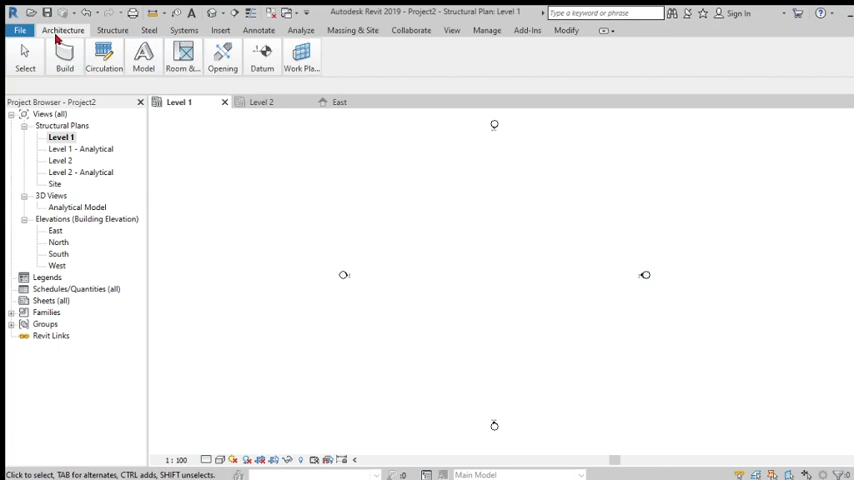 Autodesk Revit 2019 - Project2 - Structural Plan: Level 1
Type a keyword or phrase
Sign In
File Architecture Structure Steel Systems Insert Annotate Analyze Massing & Site Collaborate View Manage Add-Ins Modify
Select Build Circulation Model Room &... Opening Datum Work Pla...
Project Browser - Project2
Level 1 Level 2 East
Views (all)
Structural Plans
Level 1
Level 1 - Analytical
Level 2
Level 2 - Analytical
Site
3D Views
Analytical Model
Elevations (Building Elevation)
East
North
South
West
Legends
Schedules/Quantities (all)
Sheets (all)
Families
Groups
Revit Links
1 : 100
Click to select, TAB for alternates, CTRL adds, SHIFT unselects.
:0
Main Model
:0